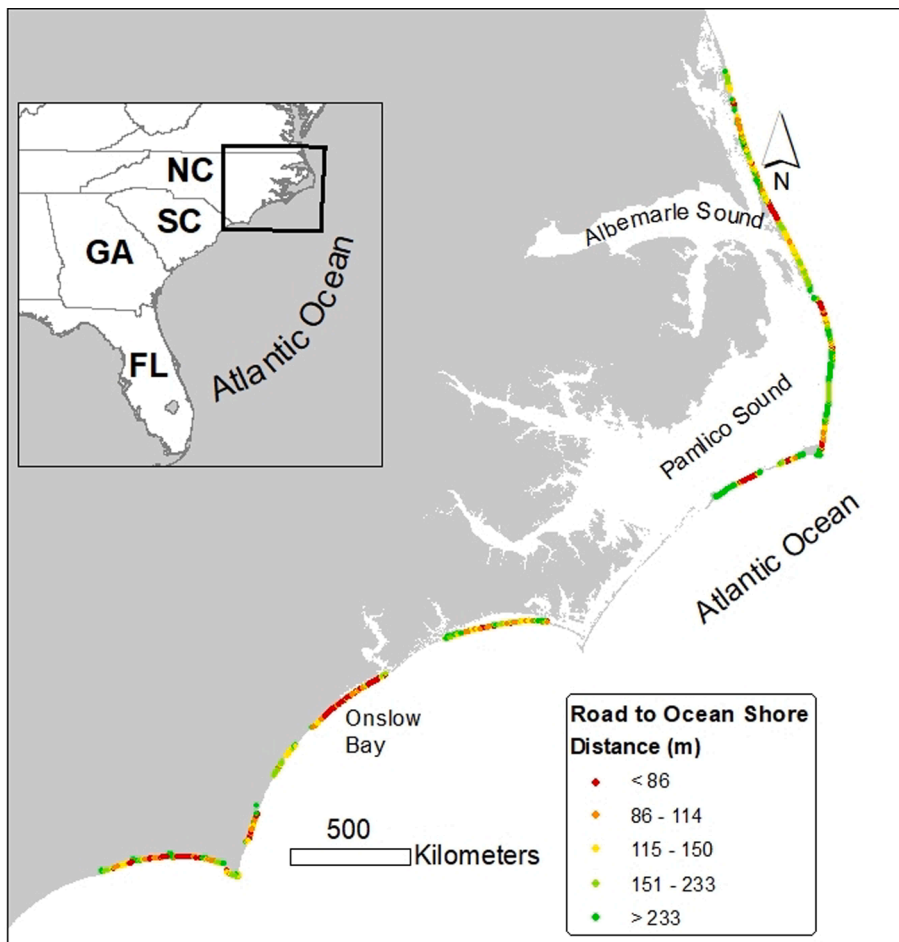 NC
SC
GA
FL
Atlantic Ocean
N
Albemarle Sound
Pamlico Sound
Atlantic Ocean
Onslow
Bay
500
Kilometers
Road to Ocean Shore
Distance (m)
< 86
86 - 114
115 - 150
151 - 233
> 233